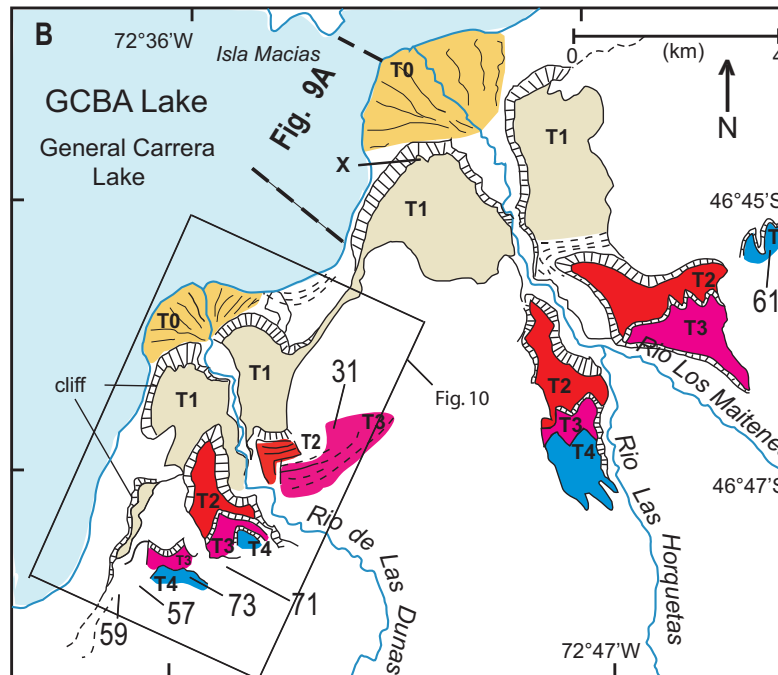 B
72°36'W
Isla Macias
T0
0
4
(km)
GCBA Lake
General Carrera
Lake
Fig. 9A
N
X
T1
T1
46°45'S
T
61
T2
T3
T0
T1
T1
cliff
Fig. 10
31
T3
T2
T2
T3
T4
Rio Los Maitenes
T2
T3
T4
T3
T4
Rio de Las Dunas
Rio Las Horquetas
46°47'S
59
57
73
71
72°47'W